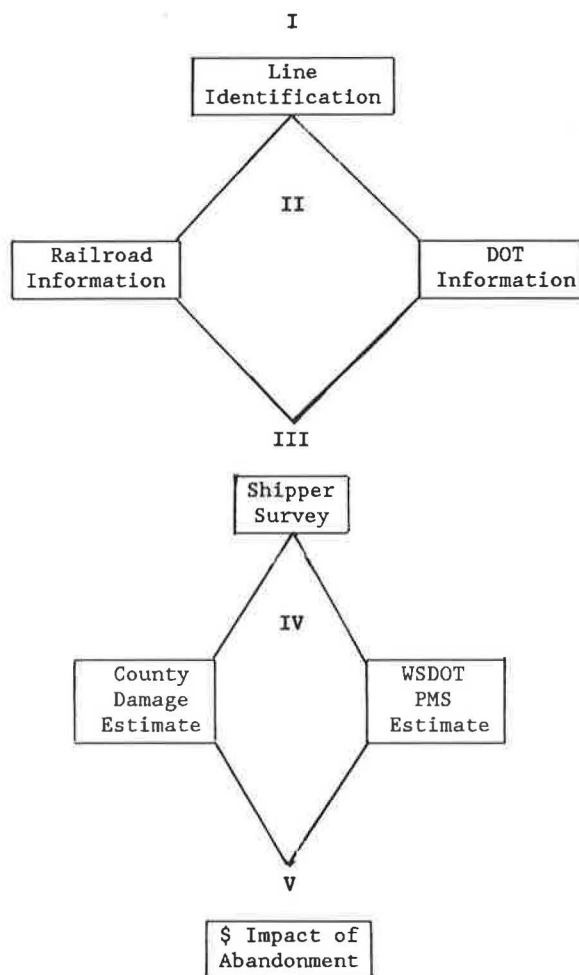 I
Line
Identification
II
Railroad
Information
DOT
Information
III
Shipper
Survey
IV
County
Damage
Estimate
WSDOT
PMS
Estimate
V
$ Impact of
Abandonment